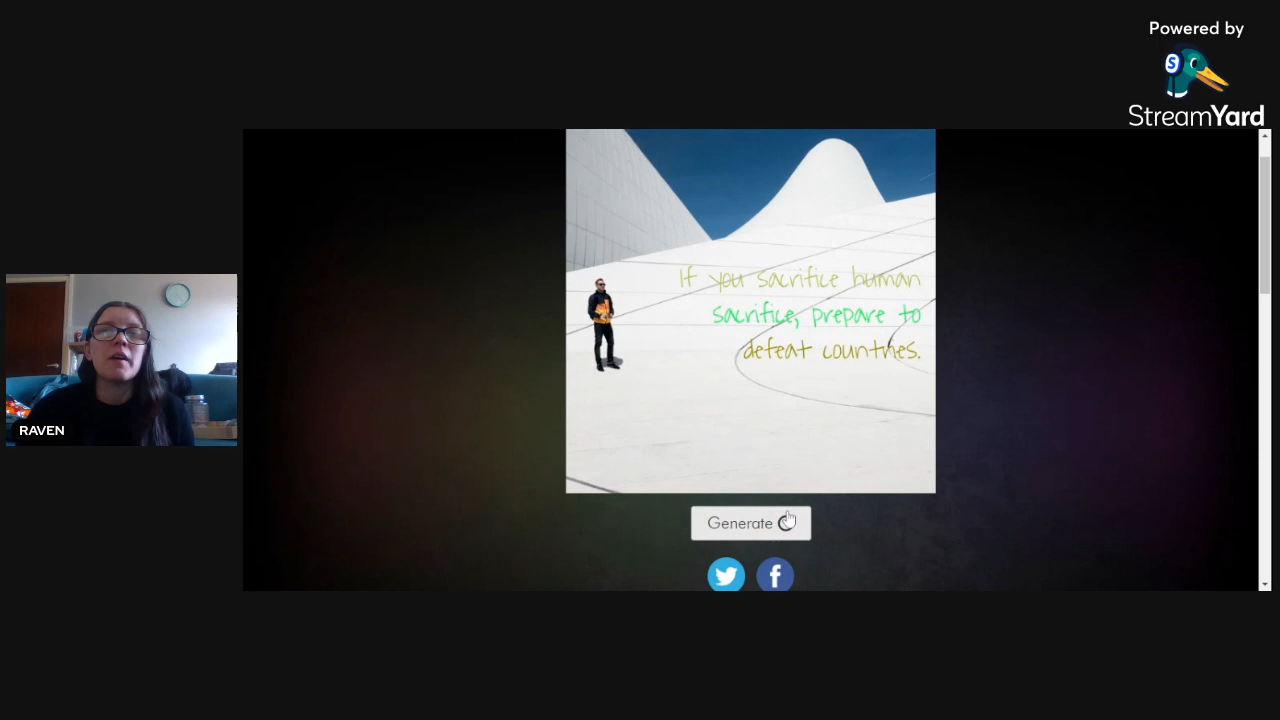 Powered by
StreamYard
If you sacrifice human
sacrifice, prepare to
defeat countries.
RAVEN
Generate